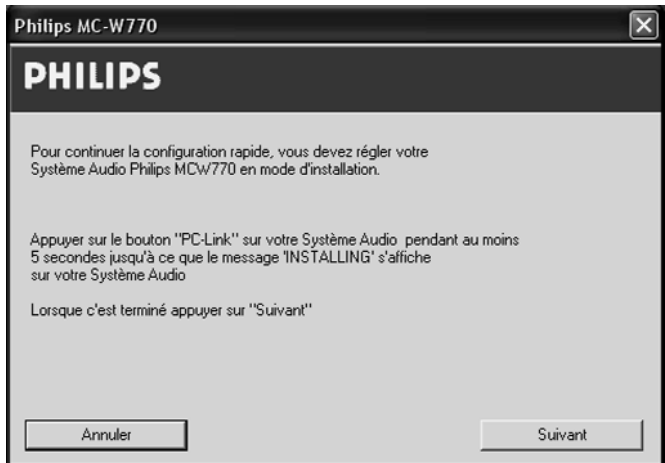 Philips MC-W770
PHILIPS
Pour continuer la configuration rapide, vous devez régler votre
Système Audio Philips MCW770 en mode d'installation.
Appuyer sur le bouton "PC-Link" sur votre Système Audio pendant au moins
5 secondes jusqu'à ce que le message 'INSTALLING' s'affiche
sur votre Système Audio
Lorsque c'est terminé appuyer sur "Suivant"
Annuler
Suivant